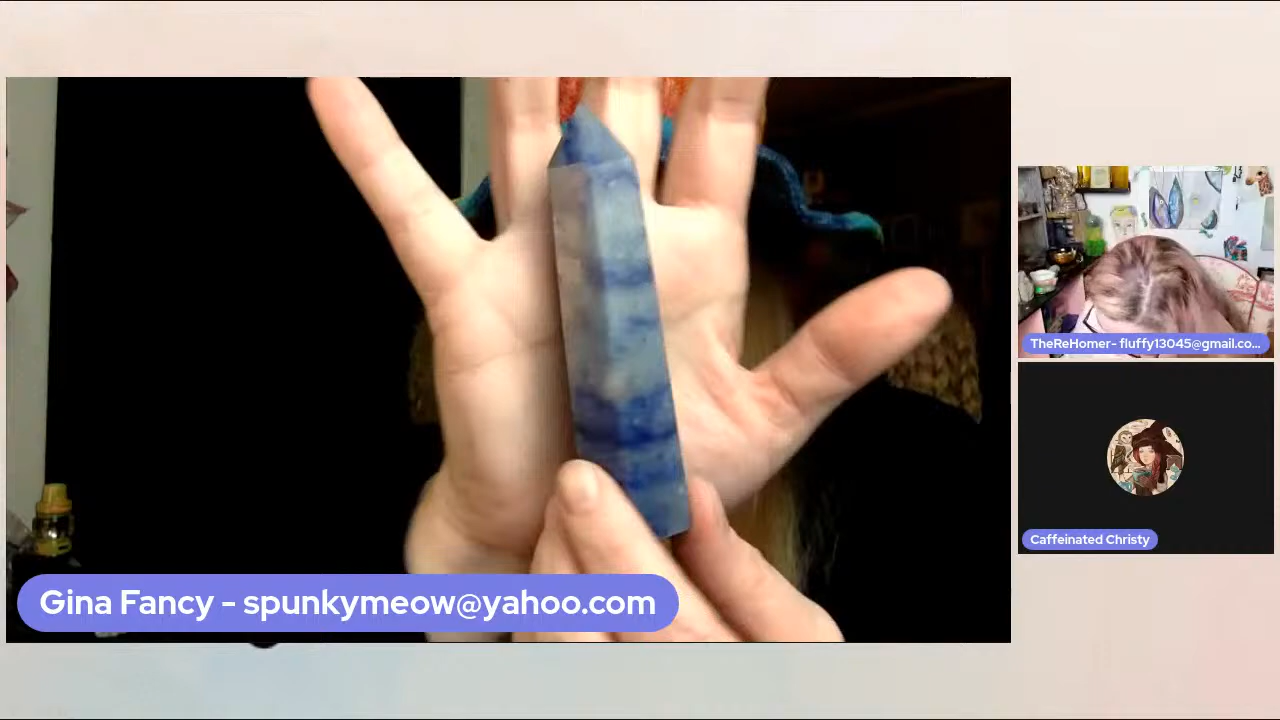 Gina Fancy - spunkymeow@yahoo.com
TheReHomer- fluffy13045@gmail.co...
Caffeinated Christy